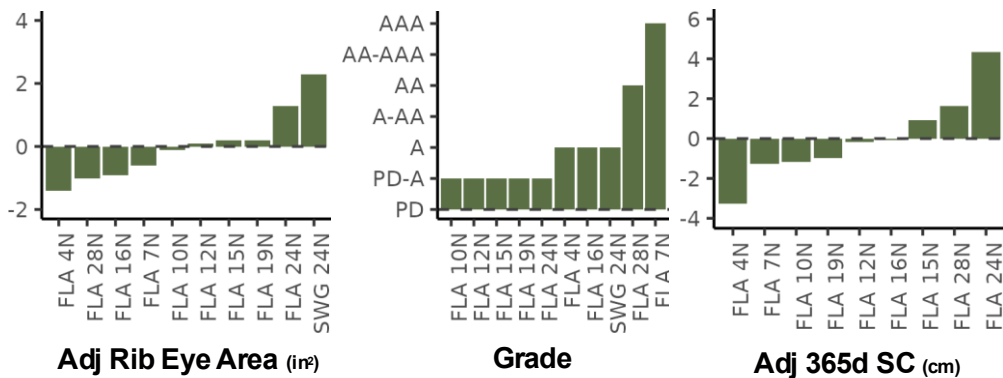 4
2
0
-2
FLA 4N
FLA 28N
FLA 16N
FLA 7N
FLA 10N
FLA 12N
FLA 15N
FLA 19N
FLA 24N
SWG 24N
Adj Rib Eye Area (in²)
AAA
AA-AAA
AA
A-AA
A
PD-A
PD
FLA 10N
FLA 12N
FLA 15N
FLA 19N
FLA 24N
FLA 4N
FLA 16N
SWG 24N
FLA 28N
FLA 7N
Grade
6
4
2
0
-2
-4
FLA 4N
FLA 7N
FLA 10N
FLA 19N
FLA 12N
FLA 16N
FLA 15N
FLA 28N
FLA 24N
Adj 365d SC (cm)